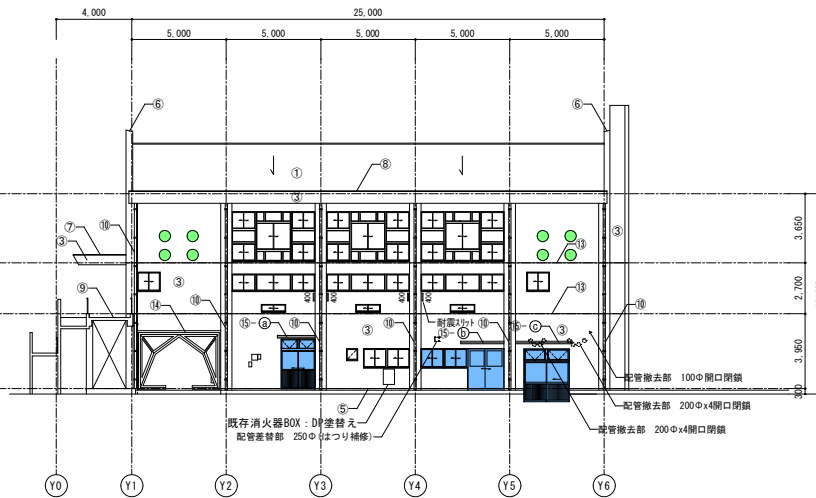 4,000
25,000
5,000
5,000
5,000
5,000
5,000
⑥
⑥
①
⑧
③
⑩
⑦
③
③
③
⑬
⑬
3,650
2,700
3,950
300
⑨
⑭
⑩
⑩
⑩
⑩
⑩
400
400
耐震スリット
⑮-ⓐ
⑮-ⓑ
⑮-ⓒ
③
③
配管撤去部 100Φ開口閉鎖
配管撤去部 200Φx4開口閉鎖
配管撤去部 200Φx4開口閉鎖
⑤
既存消火器BOX：DP塗替え
配管差替部 250Φ(はつり補修)
Y0
Y1
Y2
Y3
Y4
Y5
Y6